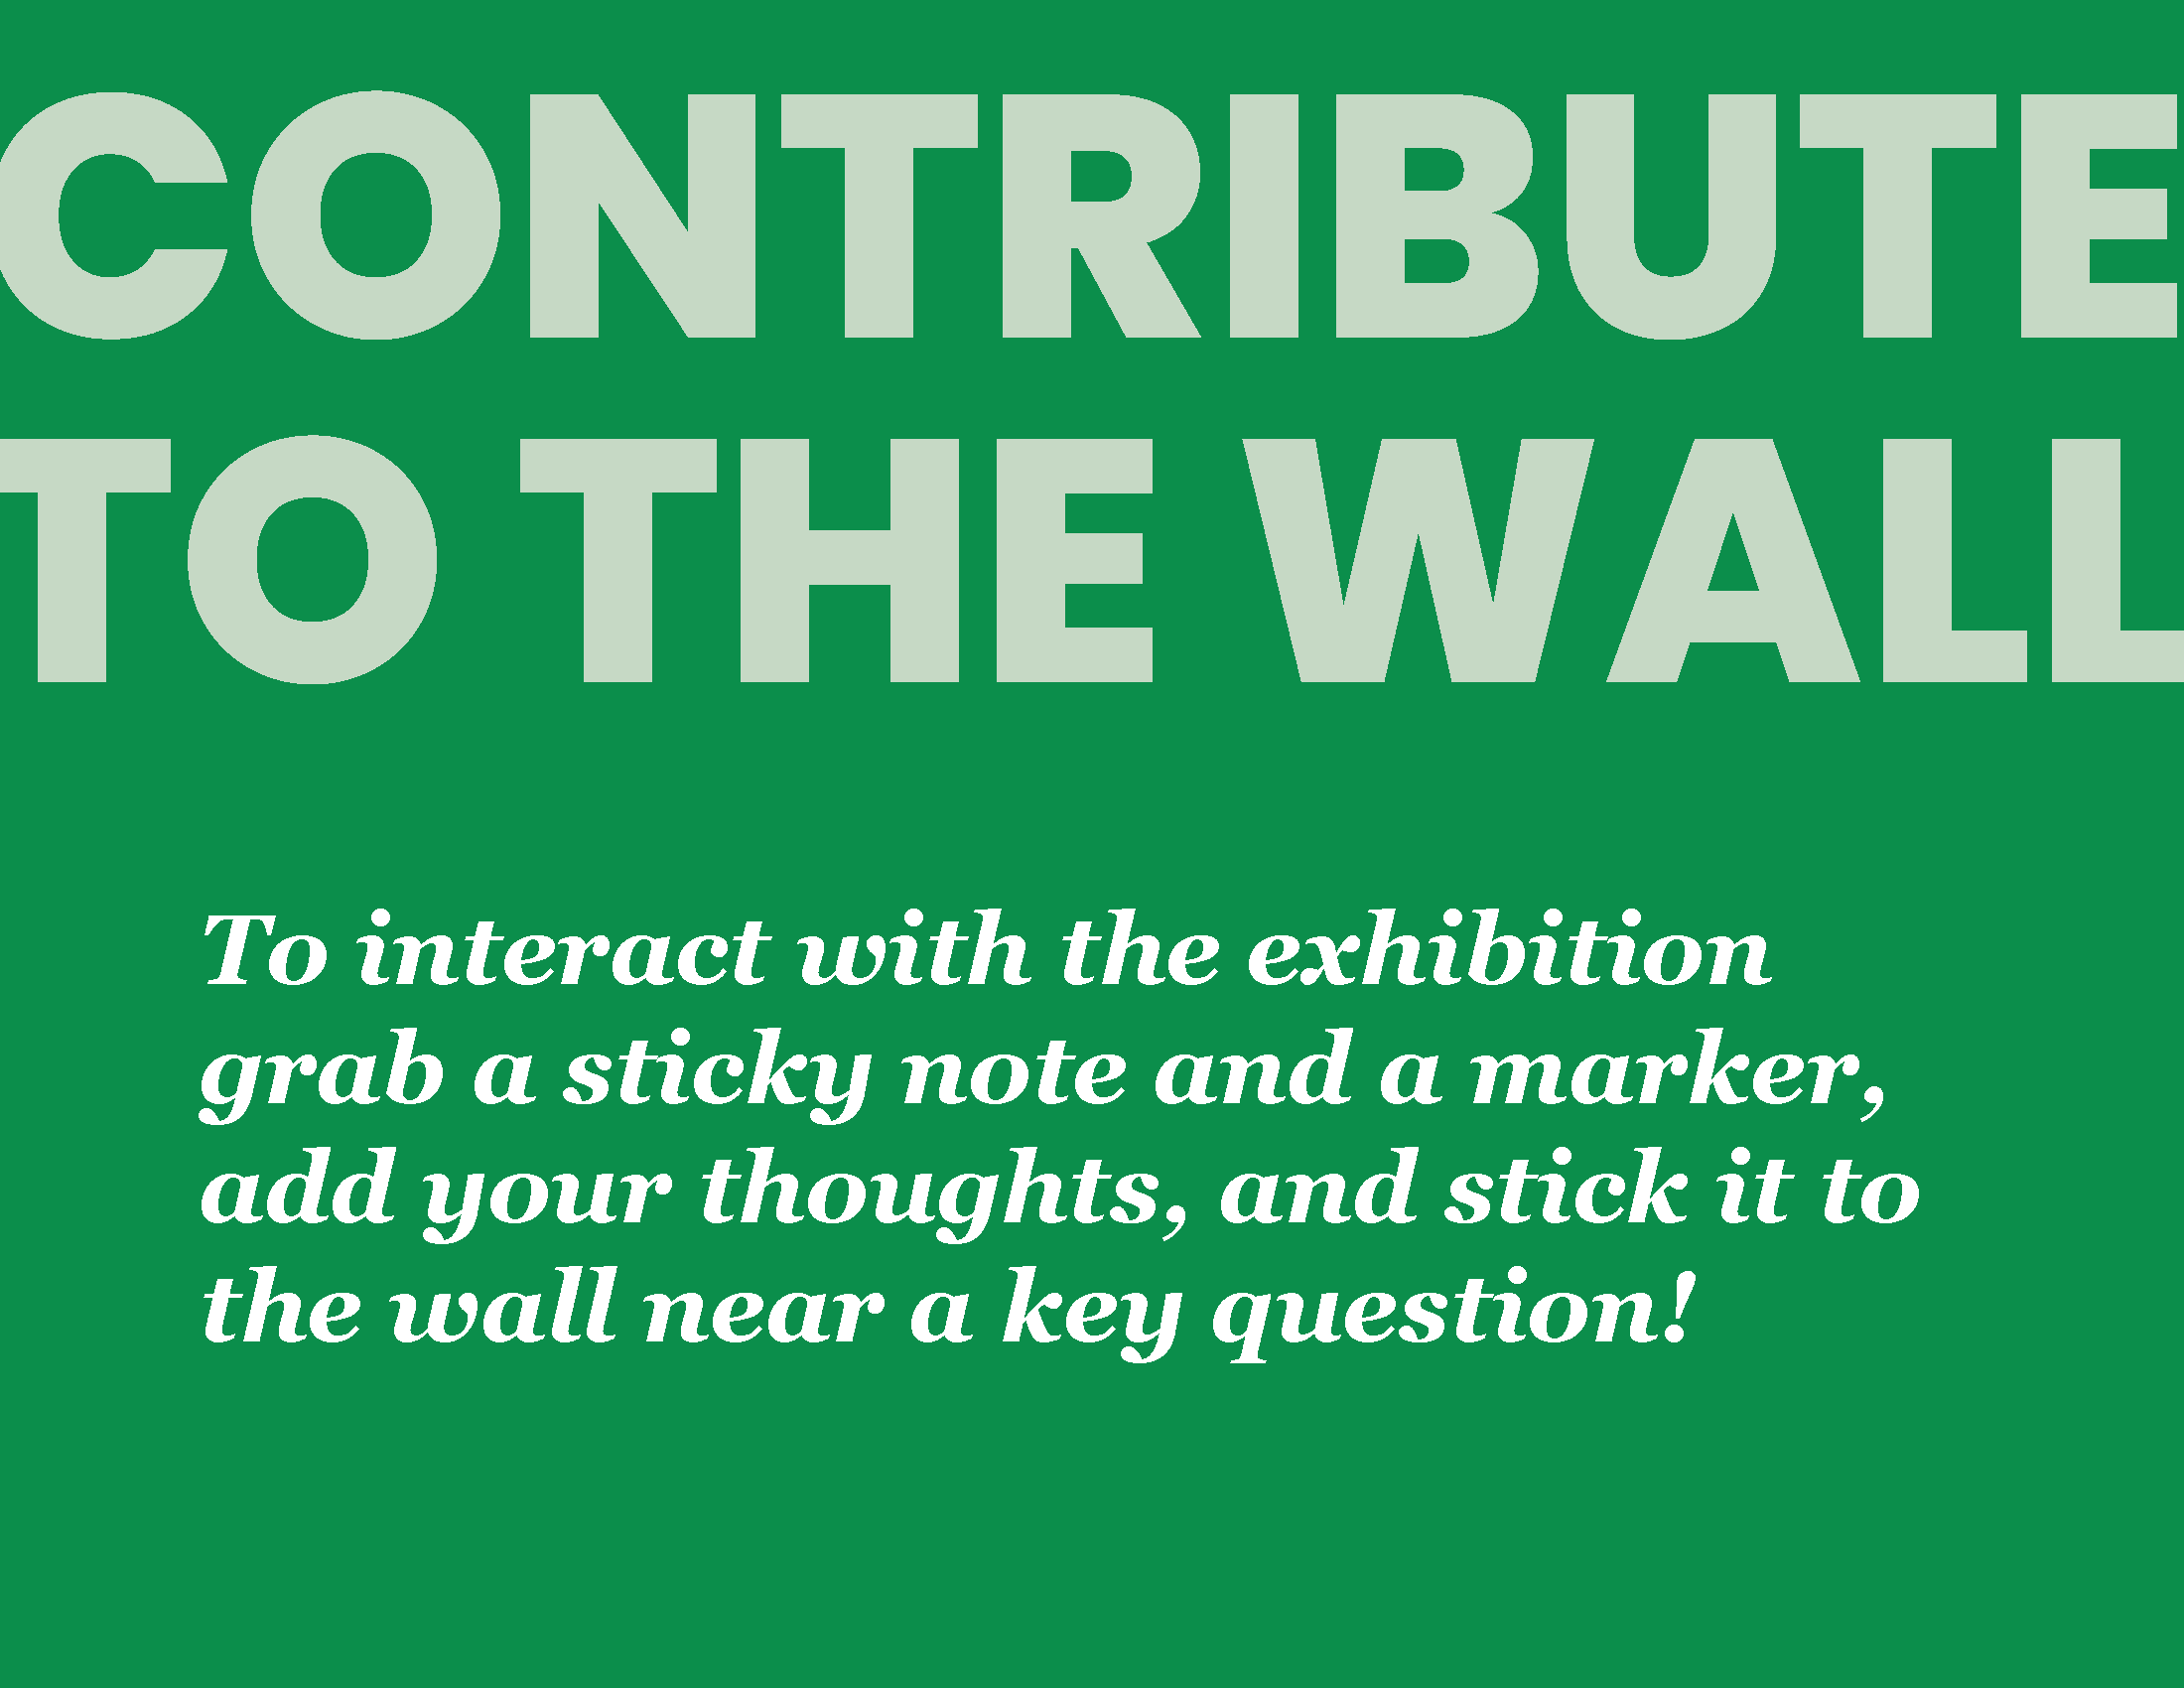 CONTRIBUTE
TO THE WALL
To interact with the exhibition
grab a sticky note and a marker,
add your thoughts, and stick it to
the wall near a key question!